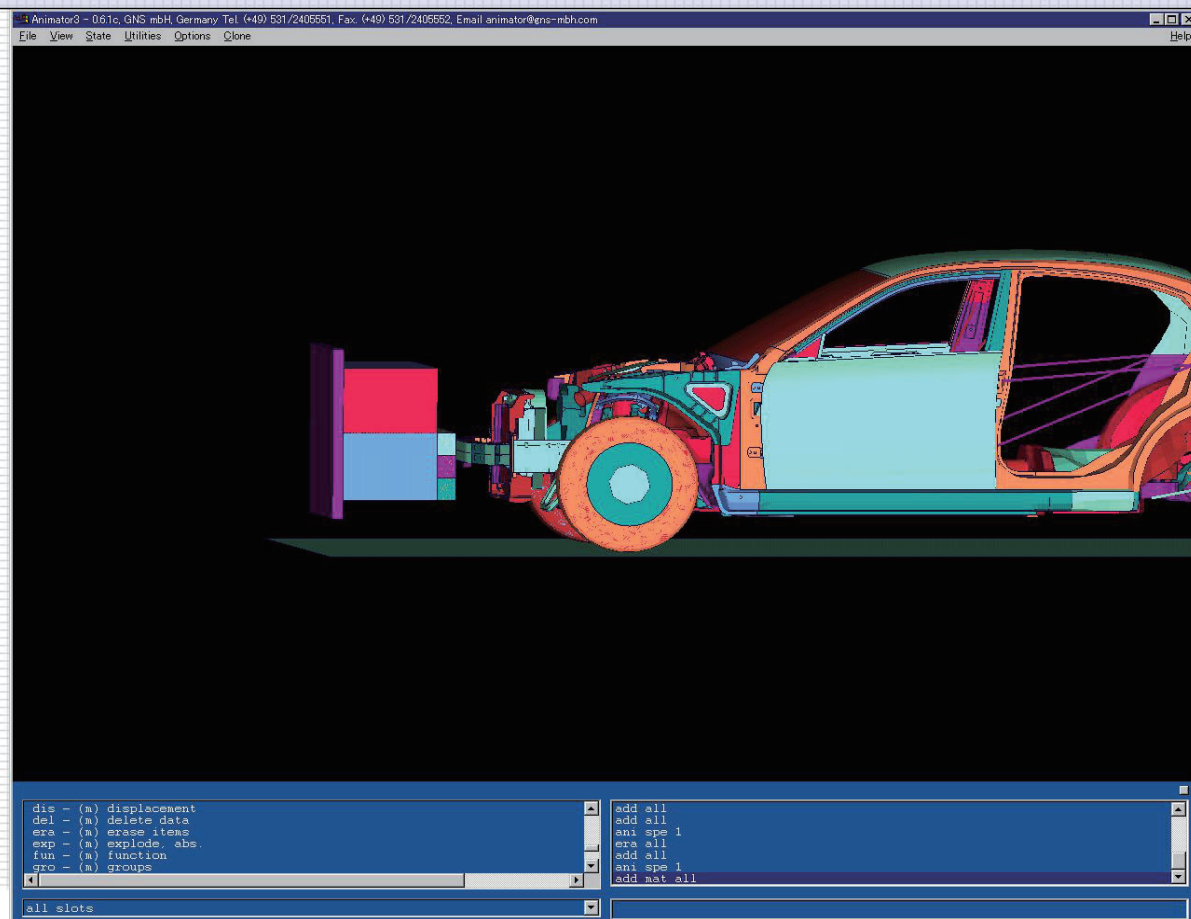 Animator3 - 0.6.1c, GNS mbH, Germany Tel. (+49) 531/2405551, Fax. (+49) 531/2405552, Email animator@gns-mbh.com
File View State Utilities Options Clone Help
dis - (m) displacement
del - (m) delete data
era - (m) erase items
exp - (m) explode, abs.
fun - (m) function
gro - (m) groups
all slots
add all
add all
ani spe 1
era all
add all
ani spe 1
add mat all